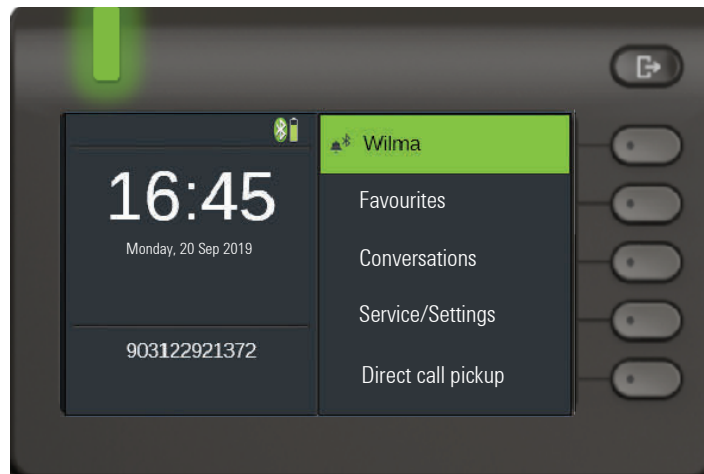 16:45
Monday, 20 Sep 2019
903122921372
Wilma
Favourites
Conversations
Service/Settings
Direct call pickup